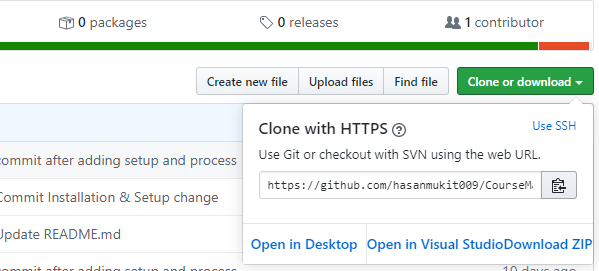 0 packages 0 releases 1 contributor
Create new file Upload files Find file Clone or download
Clone with HTTPS Use SSH
Use Git or checkout with SVN using the web URL.
commit after adding setup and process
https://github.com/hasanmukit009/CourseMa
Commit Installation & Setup change
Update README.md
Open in Desktop Open in Visual Studio Download ZIP
commit after adding setup and process 10 days ago